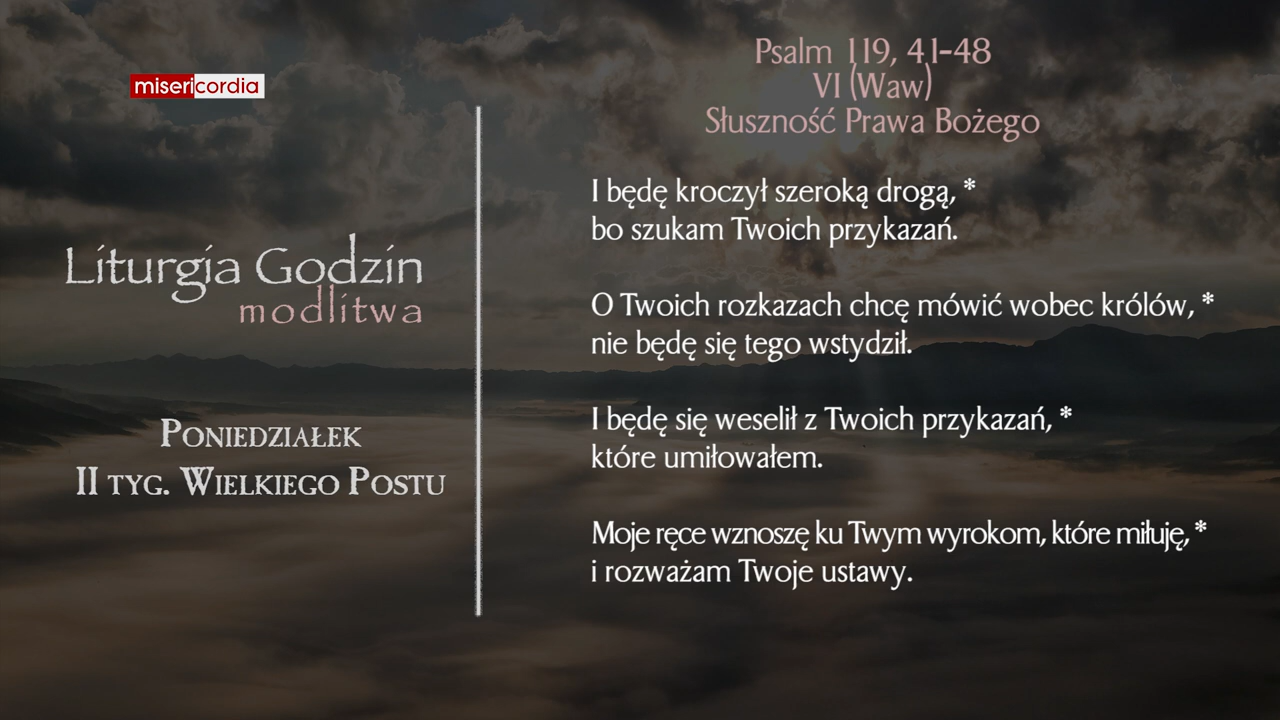 misericordia
Liturgia Godzin
modlitwa
Poniedziałek
II tyg. Wielkiego Postu
Psalm 119, 41-48
VI (Waw)
Słuszność Prawa Bożego
I będę kroczył szeroką drogą, *
bo szukam Twoich przykazań.
O Twoich rozkazach chcę mówić wobec królów, *
nie będę się tego wstydził.
I będę się weselił z Twoich przykazań, *
które umiłowałem.
Moje ręce wznoszę ku Twym wyrokom, które miłuję, *
i rozważam Twoje ustawy.